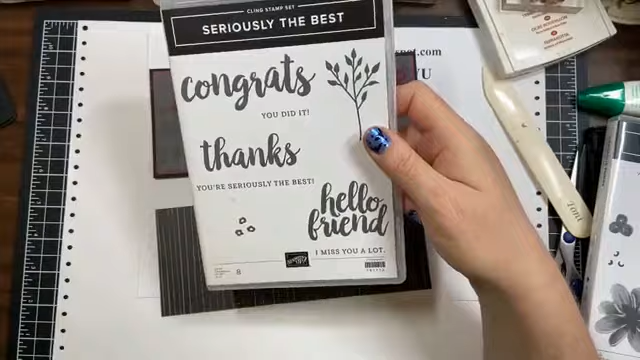 CLING STAMP SET
SERIOUSLY THE BEST
congrats
YOU DID IT!
thanks
YOU'RE SERIOUSLY THE BEST!
hello
friend
I MISS YOU A LOT.
8